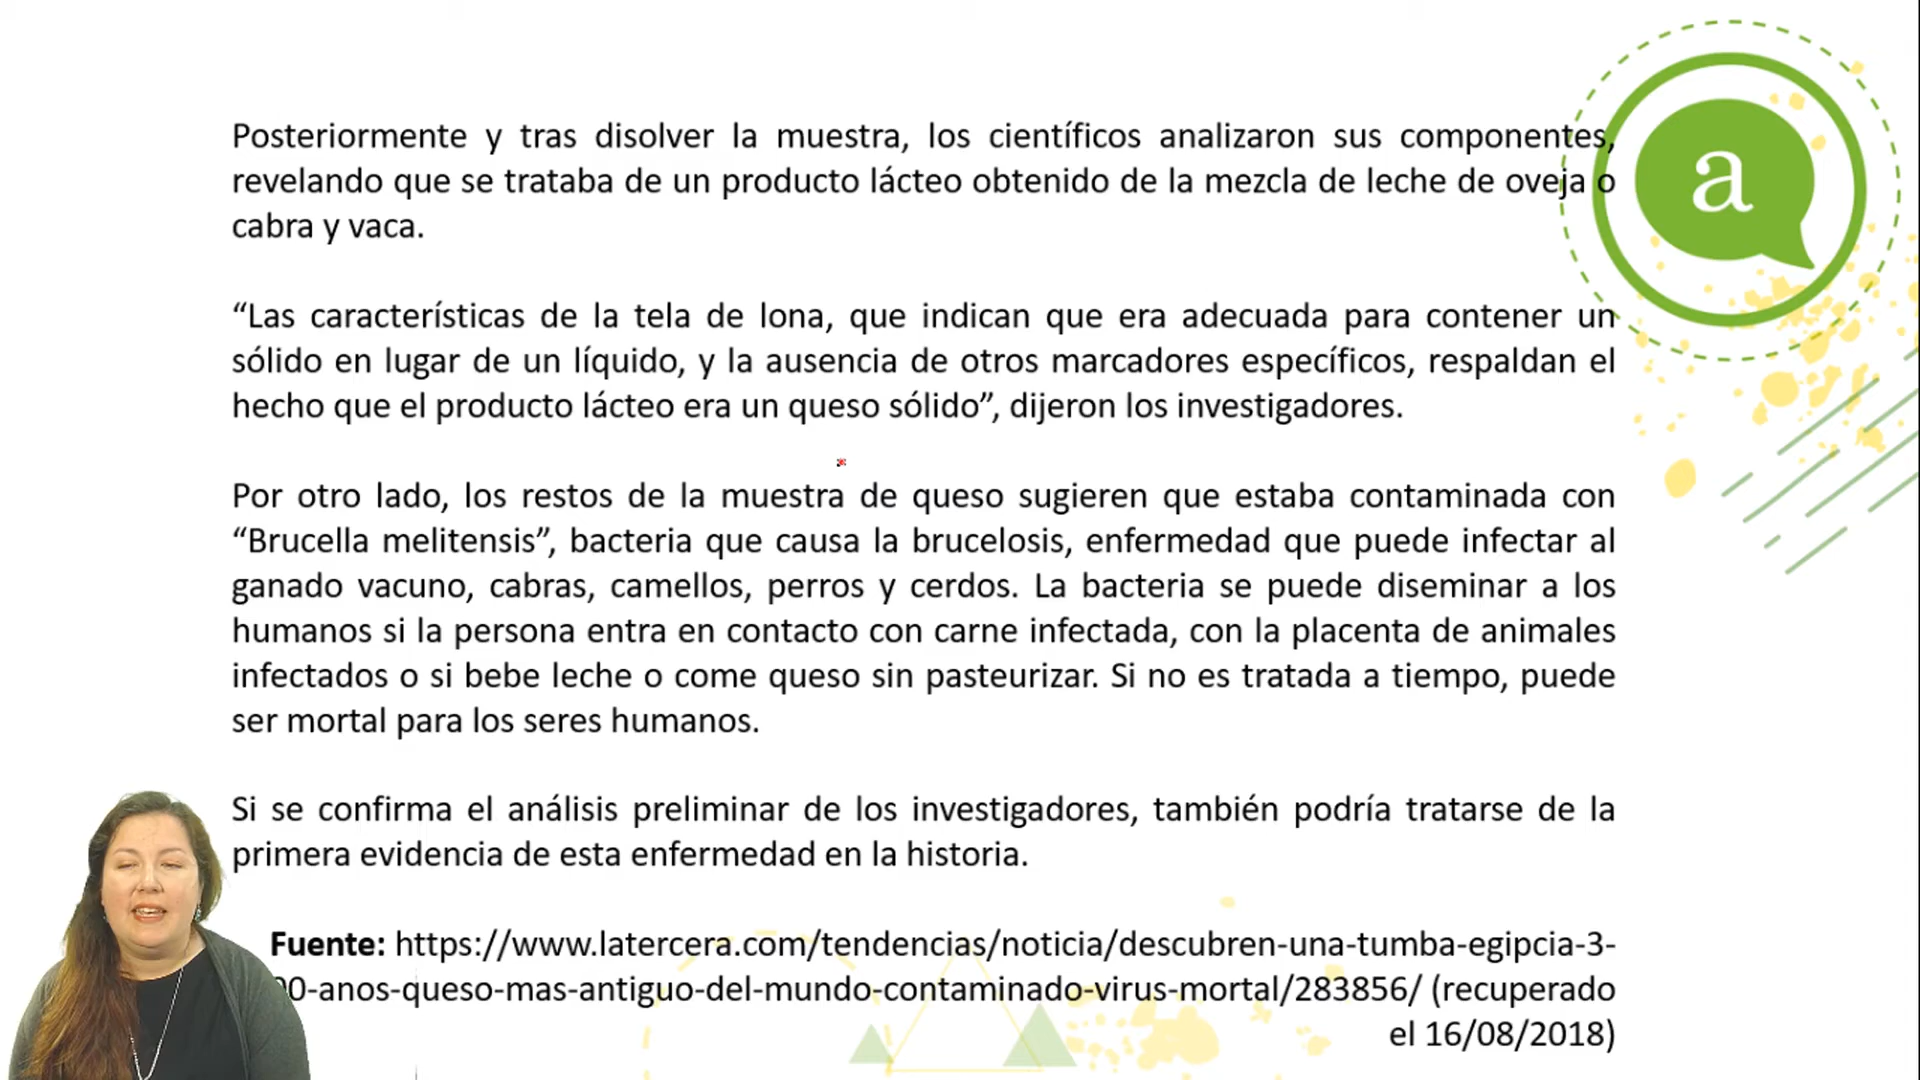 Posteriormente y tras disolver la muestra, los científicos analizaron sus componentes,
revelando que se trataba de un producto lácteo obtenido de la mezcla de leche de oveja o
cabra y vaca.
“Las características de la tela de lona, que indican que era adecuada para contener un
sólido en lugar de un líquido, y la ausencia de otros marcadores específicos, respaldan el
hecho que el producto lácteo era un queso sólido”, dijeron los investigadores.
Por otro lado, los restos de la muestra de queso sugieren que estaba contaminada con
“Brucella melitensis”, bacteria que causa la brucelosis, enfermedad que puede infectar al
ganado vacuno, cabras, camellos, perros y cerdos. La bacteria se puede diseminar a los
humanos si la persona entra en contacto con carne infectada, con la placenta de animales
infectados o si bebe leche o come queso sin pasteurizar. Si no es tratada a tiempo, puede
ser mortal para los seres humanos.
Si se confirma el análisis preliminar de los investigadores, también podría tratarse de la
primera evidencia de esta enfermedad en la historia.
Fuente: https://www.latercera.com/tendencias/noticia/descubren-una-tumba-egipcia-3-
0-anos-queso-mas-antiguo-del-mundo-contaminado-virus-mortal/283856/ (recuperado
el 16/08/2018)
a